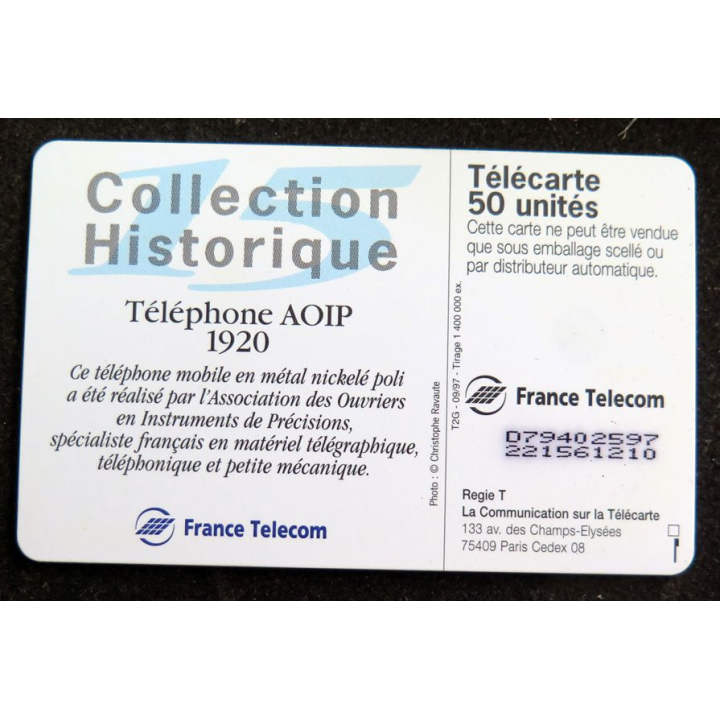 15
Collection
Historique
Téléphone AOIP
1920
Ce téléphone mobile en métal nickelé poli
a été réalisé par l'Association des Ouvriers
en Instruments de Précisions,
spécialiste français en matériel télégraphique,
téléphonique et petite mécanique.
France Telecom
Photo : © Christophe Ravaute
T2G - 09/97 - Tirage 1 400 000 ex.
Télécarte
50 unités
Cette carte ne peut être vendue
que sous emballage scellé ou
par distributeur automatique.
France Telecom
D79402597
221561210
Regie T
La Communication sur la Télécarte
133 av. des Champs-Elysées
75409 Paris Cedex 08